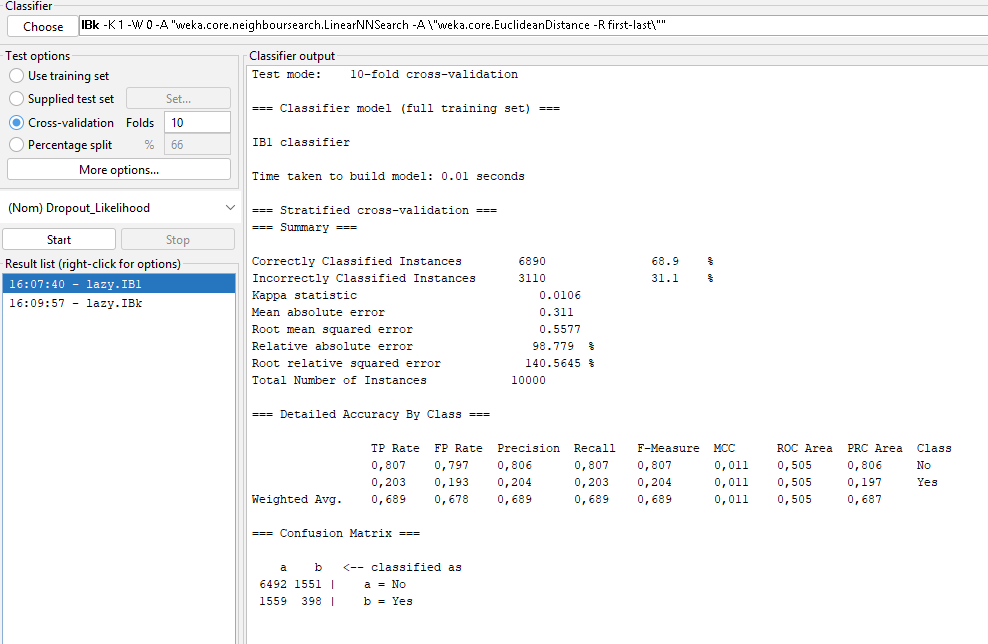 Classifier
Choose IBk -K 1 -W 0 -A "weka.core.neighboursearch.LinearNNSearch -A \"weka.core.EuclideanDistance -R first-last\""
Test options
Use training set
Supplied test set Set...
Cross-validation Folds 10
Percentage split % 66
More options...
(Nom) Dropout_Likelihood
Start Stop
Result list (right-click for options)
16:07:40 - lazy.IB1
16:09:57 - lazy.IBk
Classifier output
Test mode: 10-fold cross-validation
=== Classifier model (full training set) ===
IB1 classifier
Time taken to build model: 0.01 seconds
=== Stratified cross-validation ===
=== Summary ===
Correctly Classified Instances 6890 68.9 %
Incorrectly Classified Instances 3110 31.1 %
Kappa statistic 0.0106
Mean absolute error 0.311
Root mean squared error 0.5577
Relative absolute error 98.779 %
Root relative squared error 140.5645 %
Total Number of Instances 10000
=== Detailed Accuracy By Class ===
TP Rate FP Rate Precision Recall F-Measure MCC ROC Area PRC Area Class
0,807 0,797 0,806 0,807 0,807 0,011 0,505 0,806 No
0,203 0,193 0,204 0,203 0,204 0,011 0,505 0,197 Yes
Weighted Avg. 0,689 0,678 0,689 0,689 0,689 0,011 0,505 0,687
=== Confusion Matrix ===
a b <-- classified as
6492 1551 | a = No
1559 398 | b = Yes